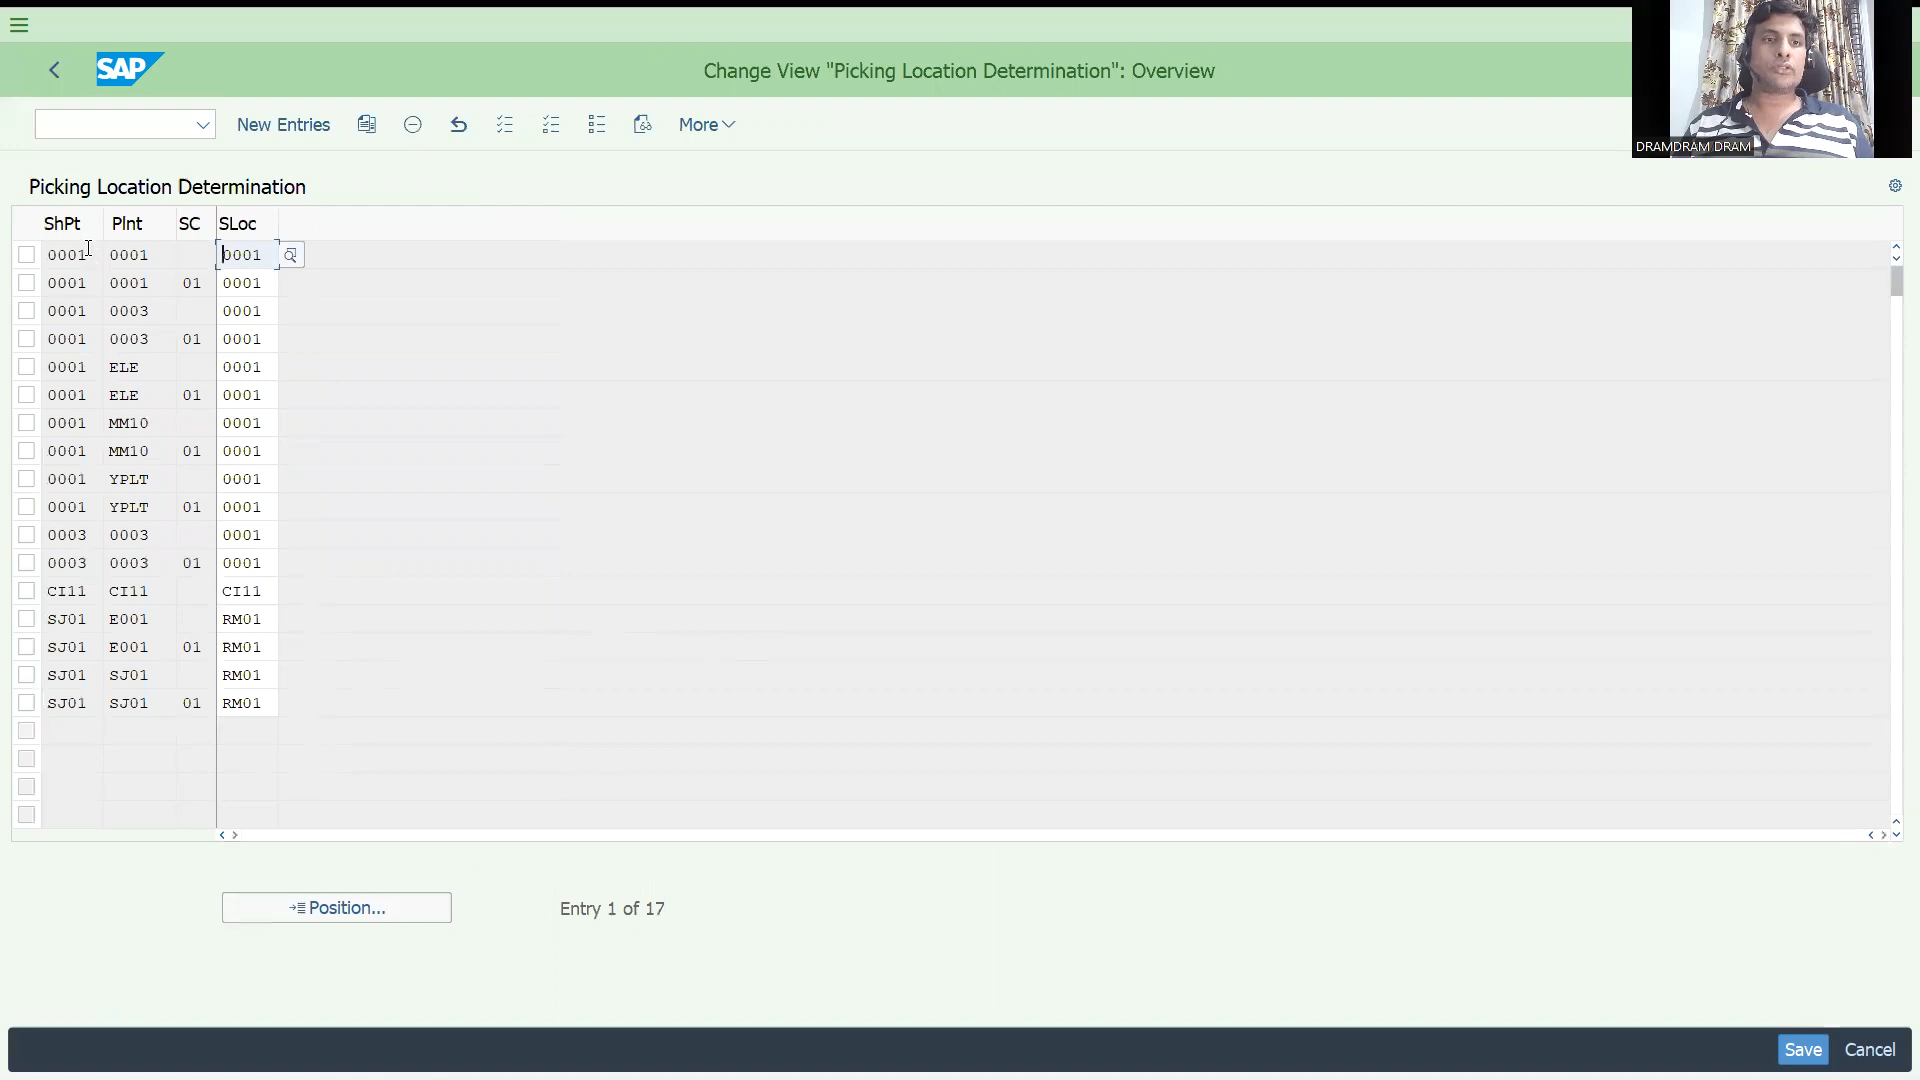 SAP
Change View "Picking Location Determination": Overview
New Entries
More
DRAMDRAM DRAM
Picking Location Determination
ShPt Plnt SC SLoc
0001 0001 0001
0001 0001 01 0001
0001 0003 0001
0001 0003 01 0001
0001 ELE 0001
0001 ELE 01 0001
0001 MM10 0001
0001 MM10 01 0001
0001 YPLT 0001
0001 YPLT 01 0001
0003 0003 0001
0003 0003 01 0001
CI11 CI11 CI11
SJ01 E001 RM01
SJ01 E001 01 RM01
SJ01 SJ01 RM01
SJ01 SJ01 01 RM01
Position...
Entry 1 of 17
Save Cancel